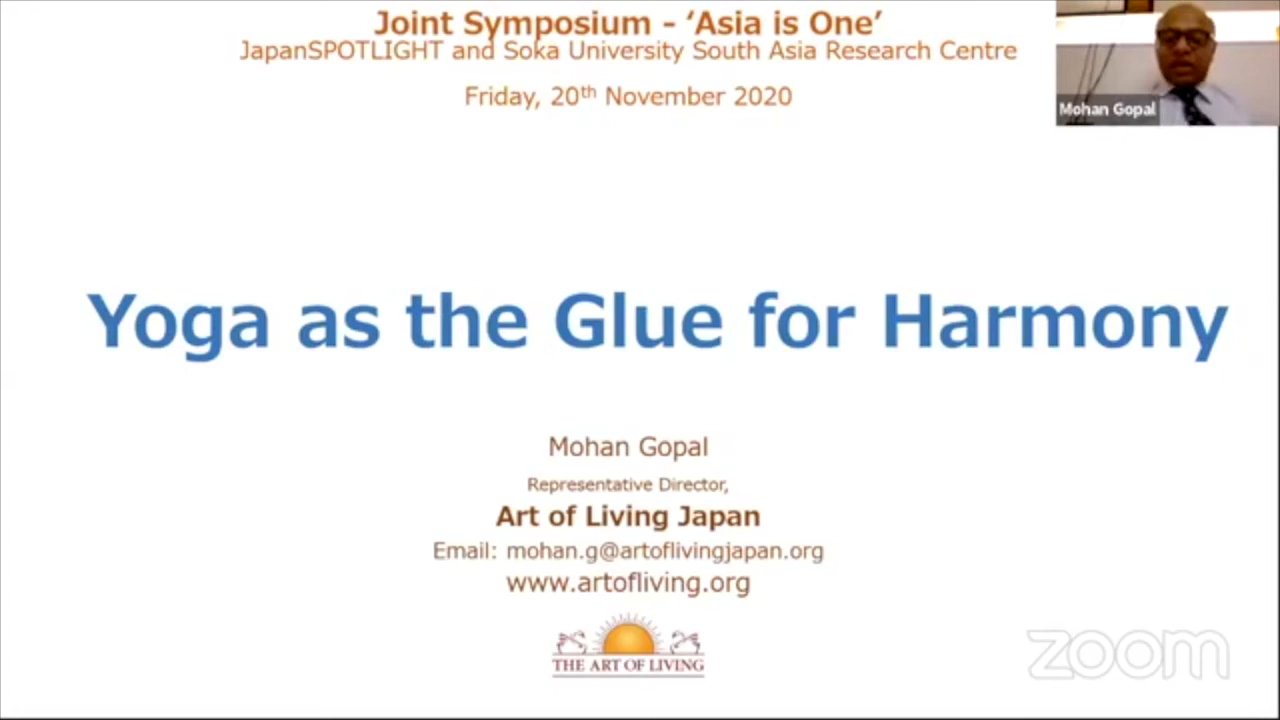 Joint Symposium - ‘Asia is One’
JapanSPOTLIGHT and Soka University South Asia Research Centre
Friday, 20th November 2020
Mohan Gopal
Yoga as the Glue for Harmony
Mohan Gopal
Representative Director,
Art of Living Japan
Email: mohan.g@artoflivingjapan.org
www.artofliving.org
THE ART OF LIVING
zoom